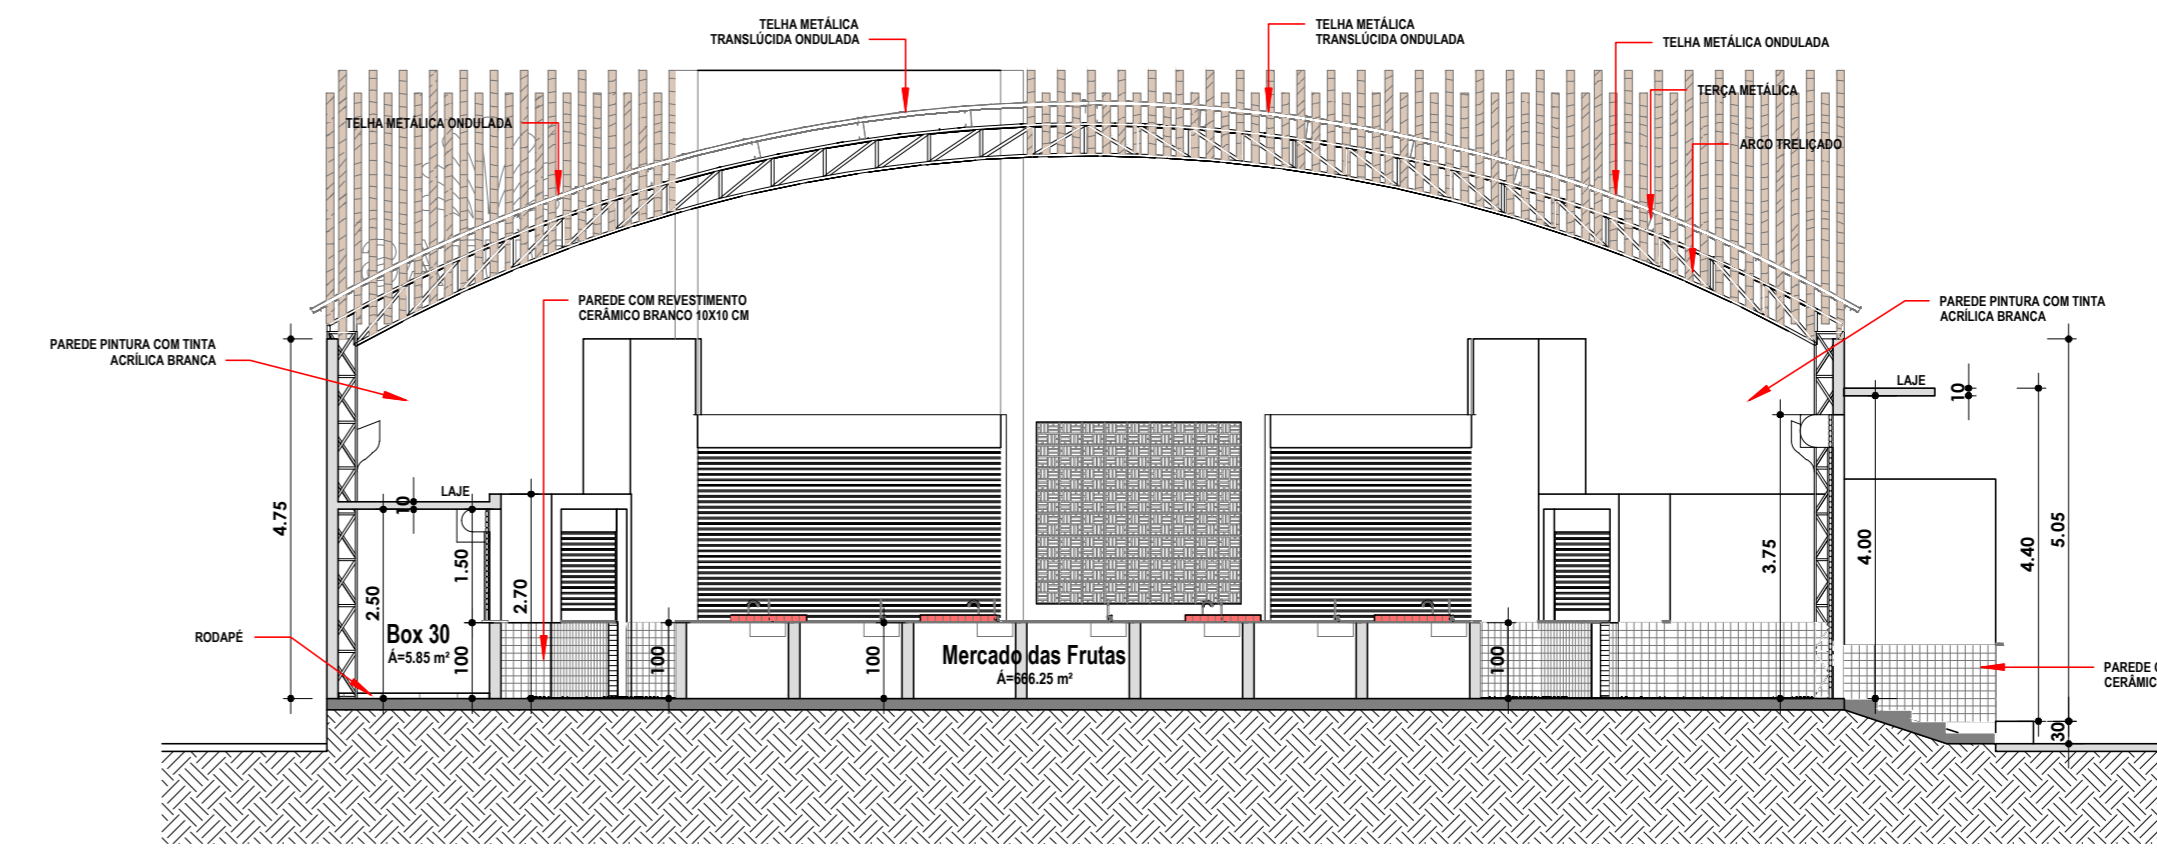 TELHA METÁLICA
TRANSLÚCIDA ONDULADA
TELHA METÁLICA
TRANSLÚCIDA ONDULADA
TELHA METÁLICA ONDULADA
TERÇA METÁLICA
TELHA METÁLICA ONDULADA
ARCO TRELIÇADO
PAREDE COM REVESTIMENTO
CERÂMICO BRANCO 10X10 CM
PAREDE PINTURA COM TINTA
ACRÍLICA BRANCA
PAREDE PINTURA COM TINTA
ACRÍLICA BRANCA
LAJE
10
LAJE
10
4.75
2.50
1.50
2.70
3.75
4.00
4.40
5.05
RODAPÉ
Box 30
Á=5.85 m²
100
100
100
Mercado das Frutas
Á=666.25 m²
100
PAREDE
CERÂMIC
30